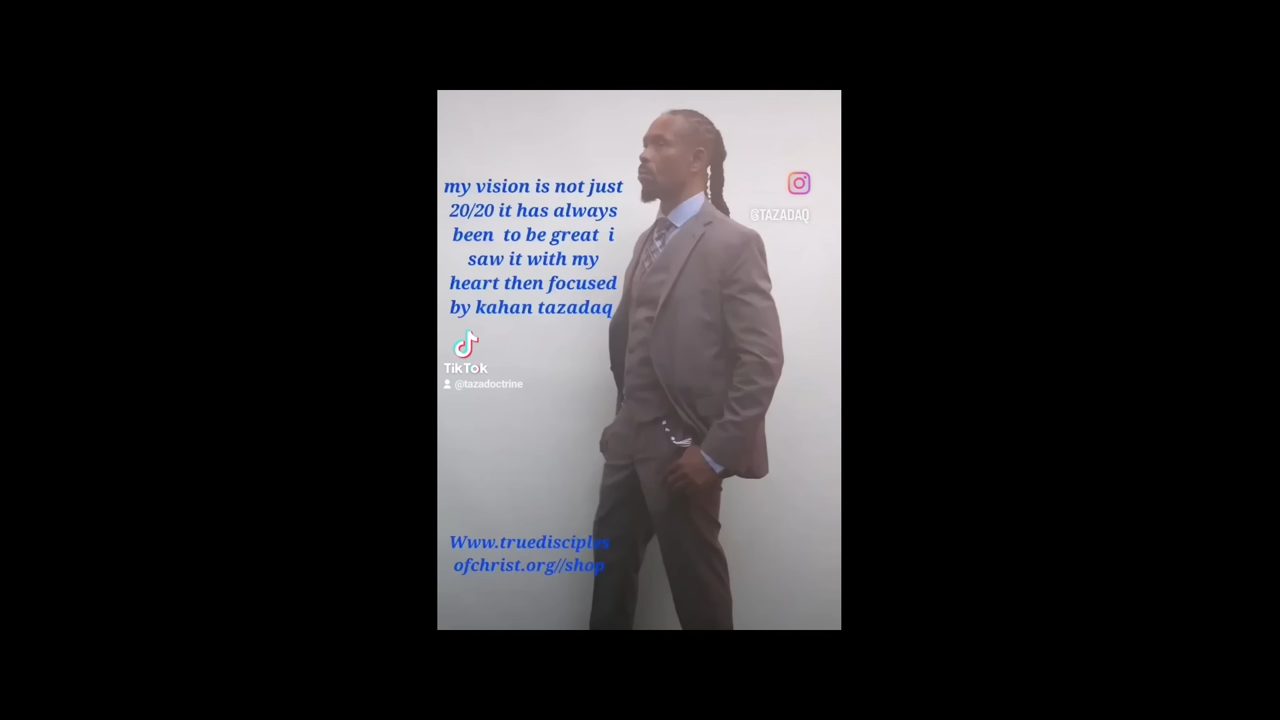 my vision is not just
20/20 it has always
been to be great i
saw it with my
heart then focused
by kahan tazadaq
@TAZADAQ
TikTok
@tazadoctrine
Www.truedisciples
ofchrist.org//shop